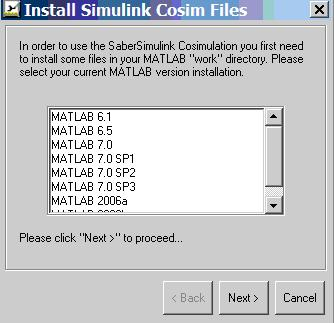 Install Simulink Cosim Files
In order to use the SaberSimulink Cosimulation you first need
to install some files in your MATLAB "work" directory. Please
select your current MATLAB version installation.
MATLAB 6.1
MATLAB 6.5
MATLAB 7.0
MATLAB 7.0 SP1
MATLAB 7.0 SP2
MATLAB 7.0 SP3
MATLAB 2006a
Please click "Next >" to proceed...
< Back Next > Cancel